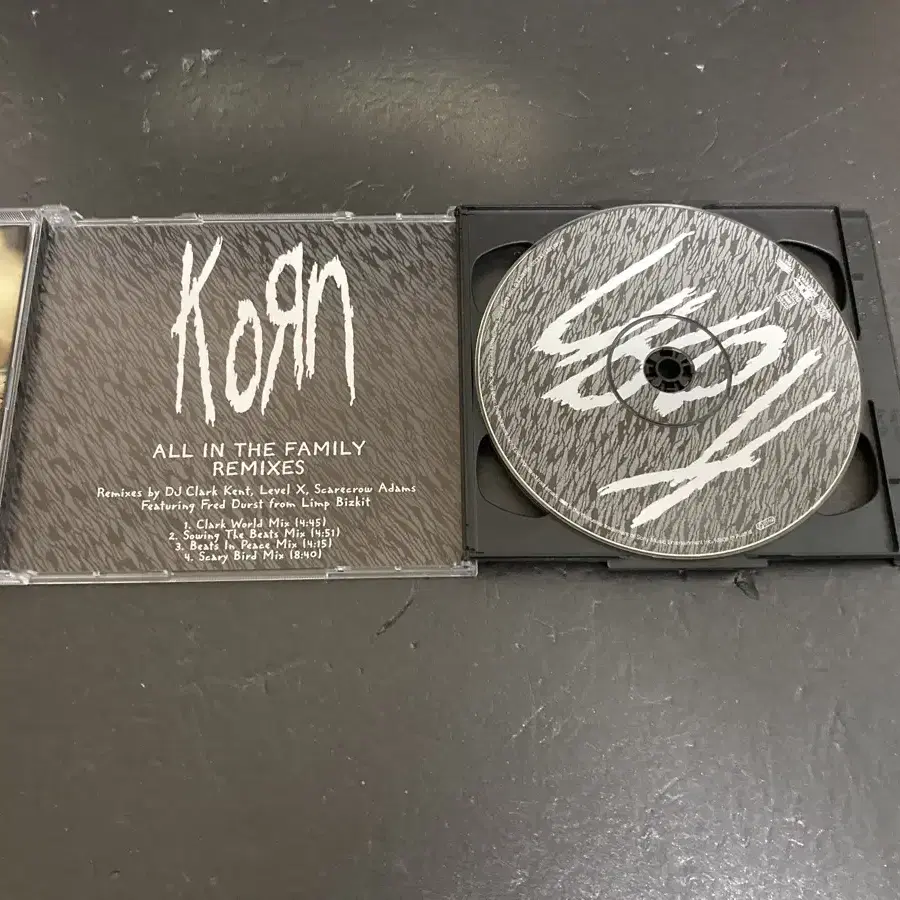 KoЯn
ALL IN THE FAMILY
REMIXES
Remixes by DJ Clark Kent, Level X, Scarecrow Adams
Featuring Fred Durst from Limp Bizkit
1. Clark World Mix (4:45)
2. Sowing The Beats Mix (4:51)
3. Beats In Peace Mix (4:15)
4. Scary Bird Mix (8:40)
KoЯn